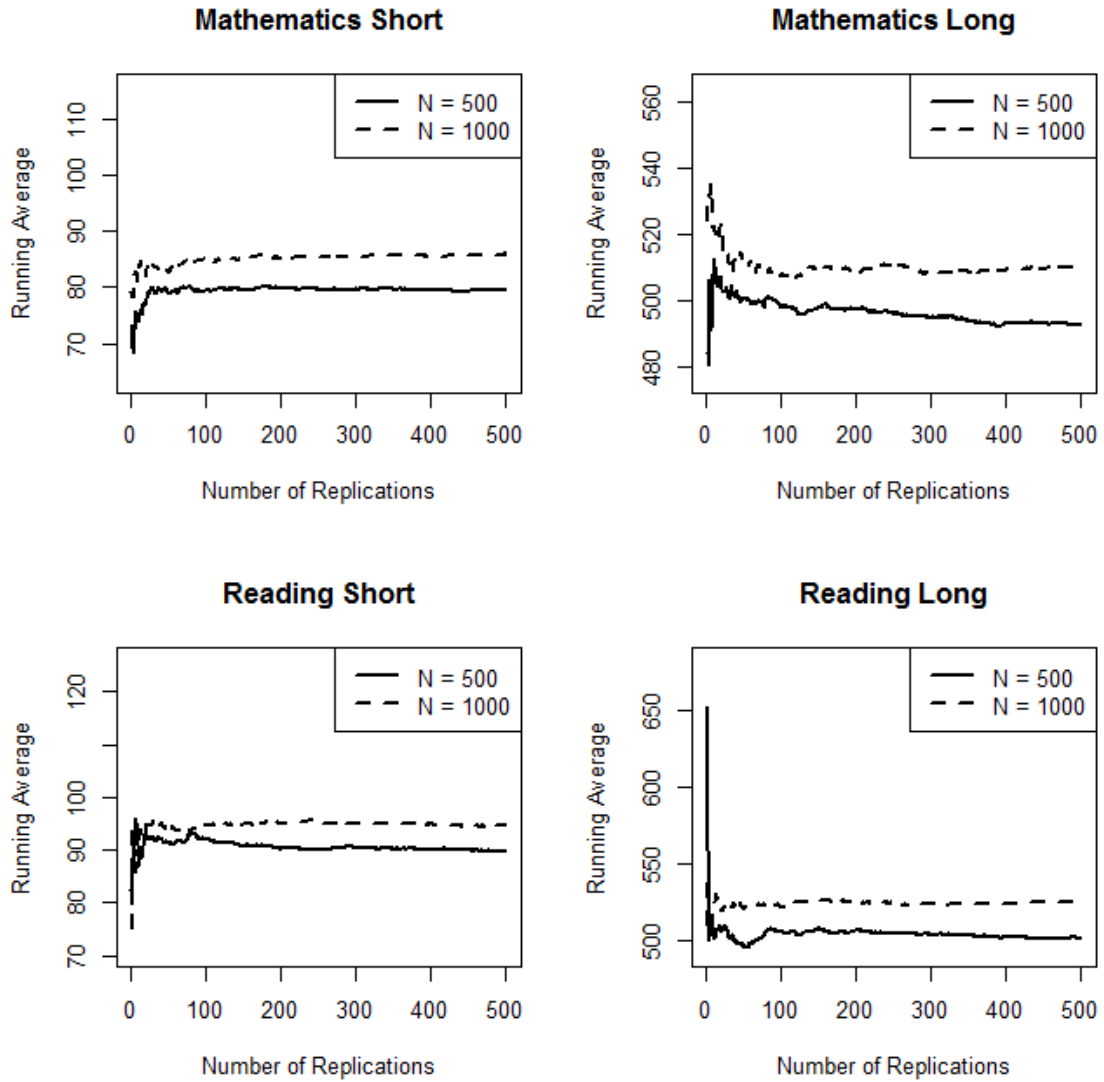 Mathematics Short
Running Average
110
100
90
80
70
N = 500
N = 1000
0 100 200 300 400 500
Number of Replications
Mathematics Long
Running Average
560
540
520
500
480
N = 500
N = 1000
0 100 200 300 400 500
Number of Replications
Reading Short
Running Average
120
100
90
80
70
N = 500
N = 1000
0 100 200 300 400 500
Number of Replications
Reading Long
Running Average
650
600
550
500
N = 500
N = 1000
0 100 200 300 400 500
Number of Replications